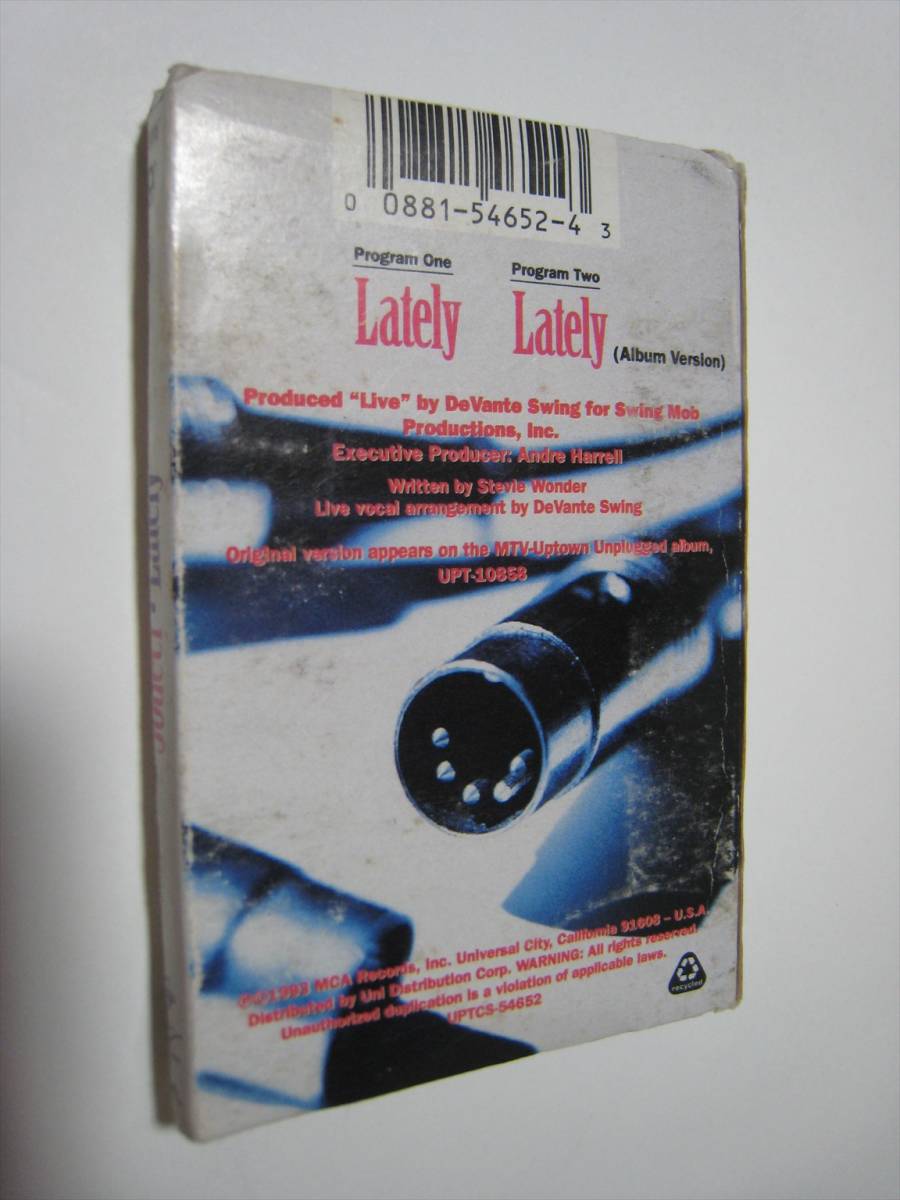 0 0881-54652-4 3
Program One
Lately
Program Two
Lately
(Album Version)
Produced "Live" by DeVante Swing for Swing Mob
Productions, Inc.
Executive Producer: Andre Harrell
Written by Stevie Wonder
Live vocal arrangement by DeVante Swing
Original version appears on the MTV-Uptown Unplugged album,
UPT-10858
℗©1993 MCA Records, Inc. Universal City, California 91608 – U.S.A.
Distributed by Uni Distribution Corp. WARNING: All rights reserved.
Unauthorized duplication is a violation of applicable laws.
UPTCS-54652
recycled
Jodeci • Lately